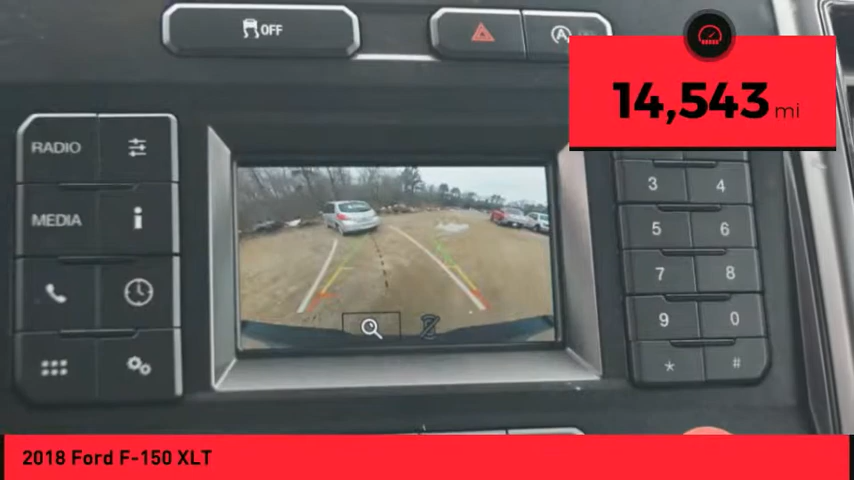 OFF
A
14,543 mi
RADIO
MEDIA
i
3 4
5 6
7 8
9 0
* #
2018 Ford F-150 XLT